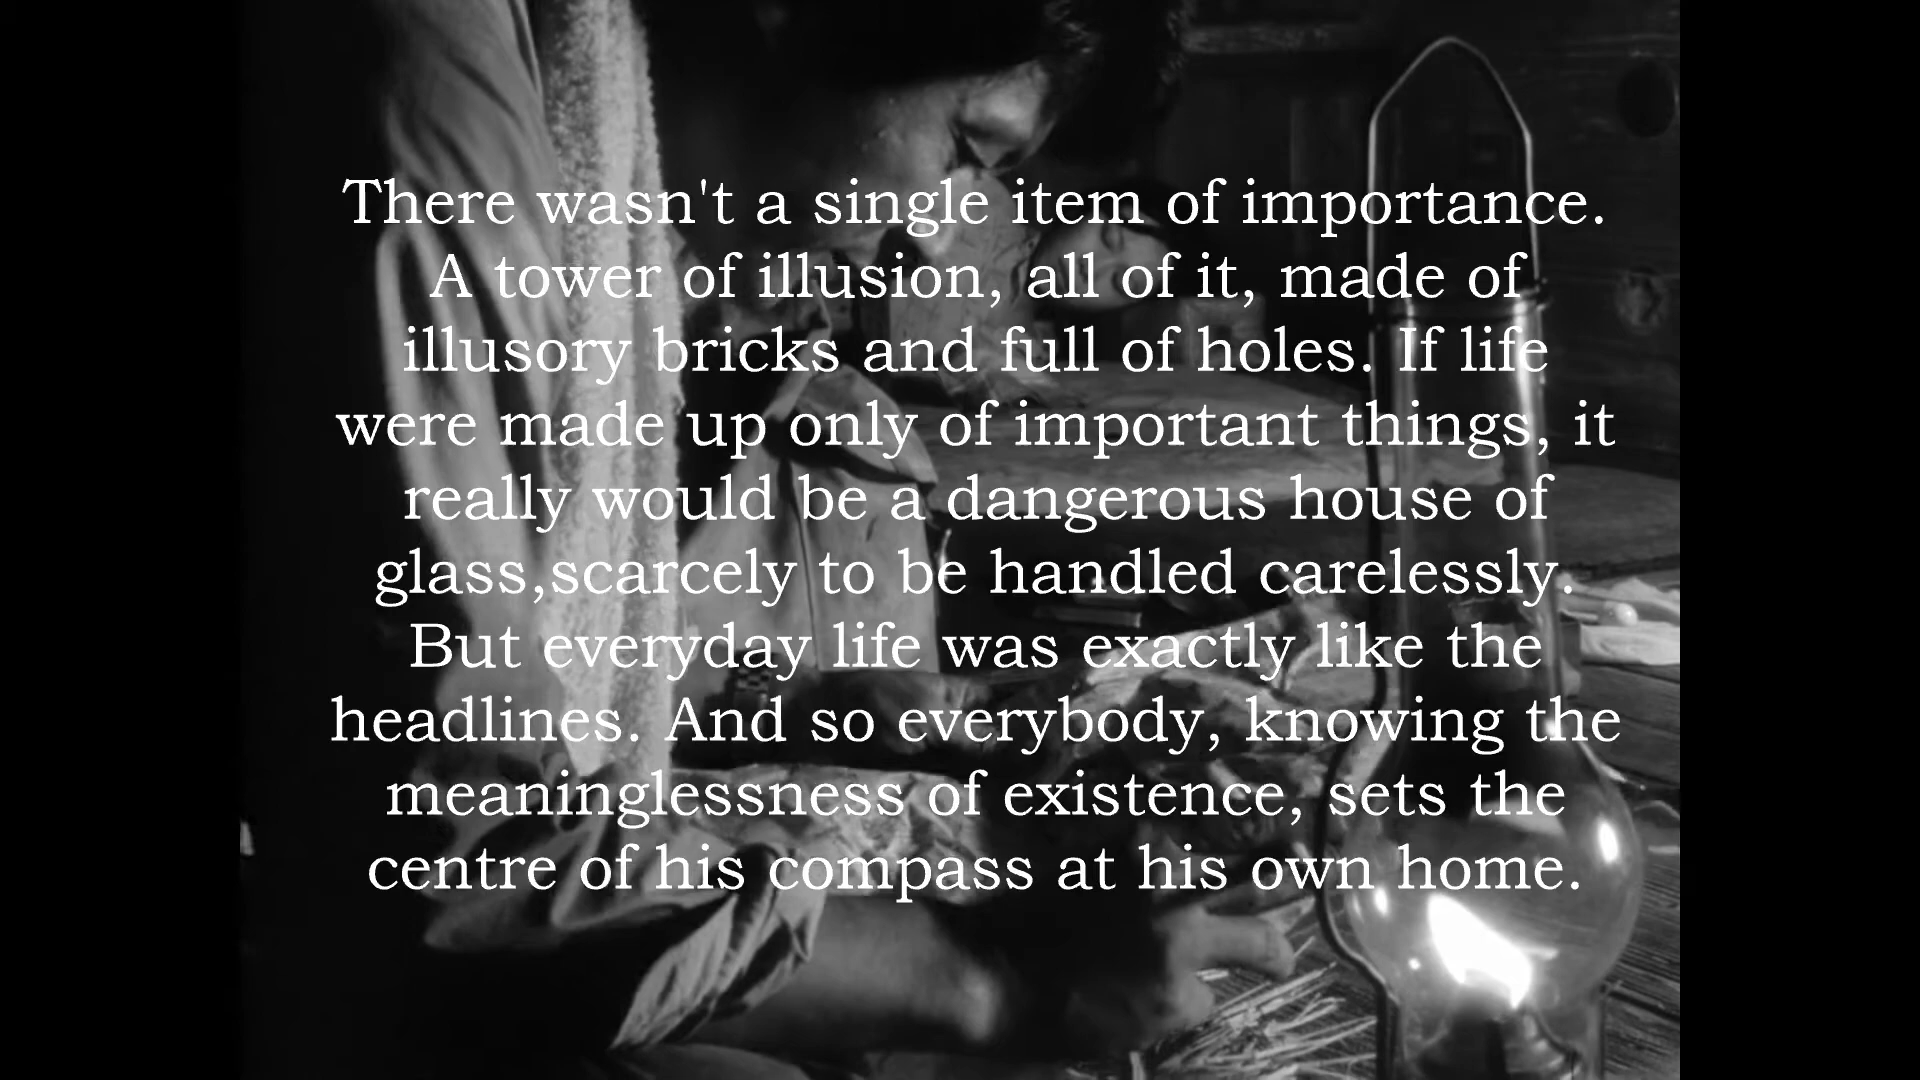 There wasn't a single item of importance.
A tower of illusion, all of it, made of
illusory bricks and full of holes. If life
were made up only of important things, it
really would be a dangerous house of
glass,scarcely to be handled carelessly.
But everyday life was exactly like the
headlines. And so everybody, knowing the
meaninglessness of existence, sets the
centre of his compass at his own home.